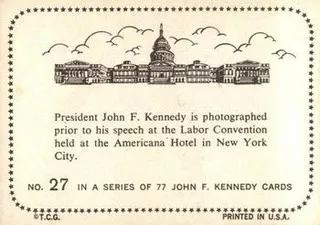 President John F. Kennedy is photographed
prior to his speech at the Labor Convention
held at the Americana Hotel in New York
City.
NO. 27 IN A SERIES OF 77 JOHN F. KENNEDY CARDS
©T.C.G. PRINTED IN U.S.A.